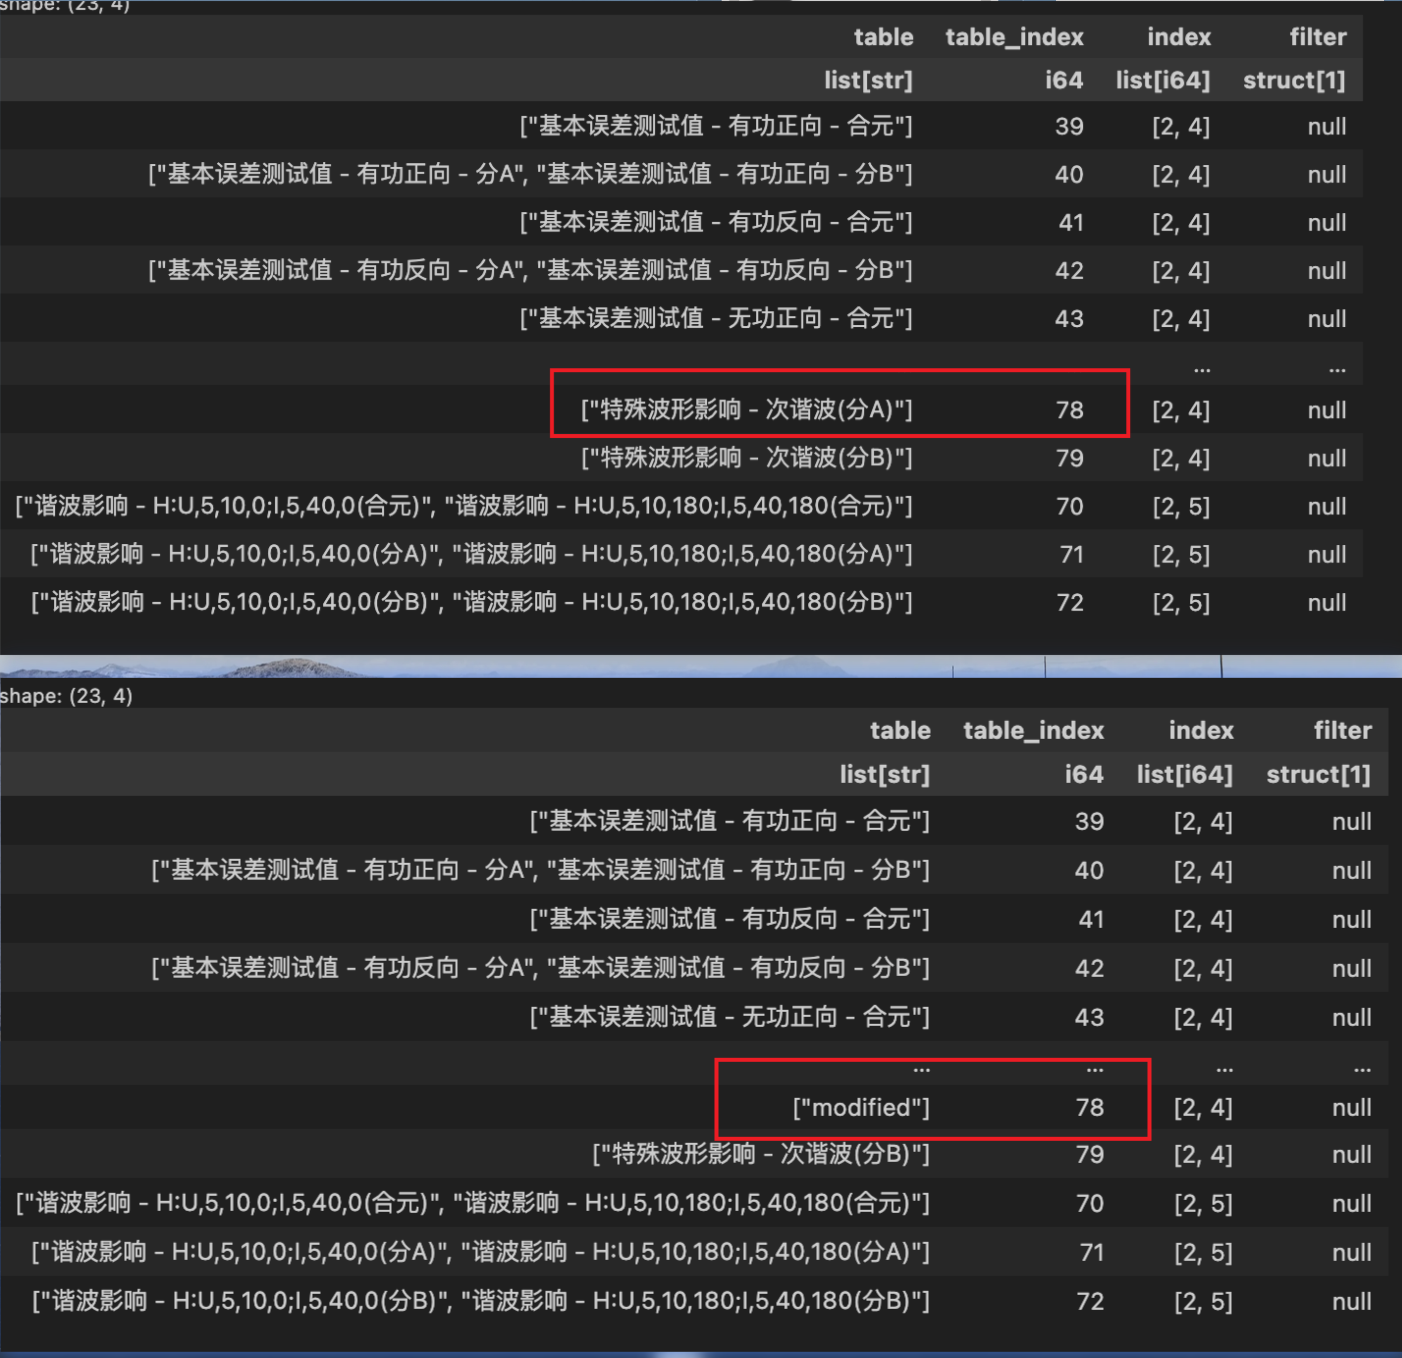 shape: (23, 4)
table table_index index filter
list[str] i64 list[i64] struct[1]
["基本误差测试值 - 有功正向 - 合元"] 39 [2, 4] null
["基本误差测试值 - 有功正向 - 分A", "基本误差测试值 - 有功正向 - 分B"] 40 [2, 4] null
["基本误差测试值 - 有功反向 - 合元"] 41 [2, 4] null
["基本误差测试值 - 有功反向 - 分A", "基本误差测试值 - 有功反向 - 分B"] 42 [2, 4] null
["基本误差测试值 - 无功正向 - 合元"] 43 [2, 4] null
… …
["特殊波形影响 - 次谐波(分A)"] 78 [2, 4] null
["特殊波形影响 - 次谐波(分B)"] 79 [2, 4] null
["谐波影响 - H:U,5,10,0;I,5,40,0(合元)", "谐波影响 - H:U,5,10,180;I,5,40,180(合元)"] 70 [2, 5] null
["谐波影响 - H:U,5,10,0;I,5,40,0(分A)", "谐波影响 - H:U,5,10,180;I,5,40,180(分A)"] 71 [2, 5] null
["谐波影响 - H:U,5,10,0;I,5,40,0(分B)", "谐波影响 - H:U,5,10,180;I,5,40,180(分B)"] 72 [2, 5] null
shape: (23, 4)
table table_index index filter
list[str] i64 list[i64] struct[1]
["基本误差测试值 - 有功正向 - 合元"] 39 [2, 4] null
["基本误差测试值 - 有功正向 - 分A", "基本误差测试值 - 有功正向 - 分B"] 40 [2, 4] null
["基本误差测试值 - 有功反向 - 合元"] 41 [2, 4] null
["基本误差测试值 - 有功反向 - 分A", "基本误差测试值 - 有功反向 - 分B"] 42 [2, 4] null
["基本误差测试值 - 无功正向 - 合元"] 43 [2, 4] null
… … … …
["modified"] 78 [2, 4] null
["特殊波形影响 - 次谐波(分B)"] 79 [2, 4] null
["谐波影响 - H:U,5,10,0;I,5,40,0(合元)", "谐波影响 - H:U,5,10,180;I,5,40,180(合元)"] 70 [2, 5] null
["谐波影响 - H:U,5,10,0;I,5,40,0(分A)", "谐波影响 - H:U,5,10,180;I,5,40,180(分A)"] 71 [2, 5] null
["谐波影响 - H:U,5,10,0;I,5,40,0(分B)", "谐波影响 - H:U,5,10,180;I,5,40,180(分B)"] 72 [2, 5] null